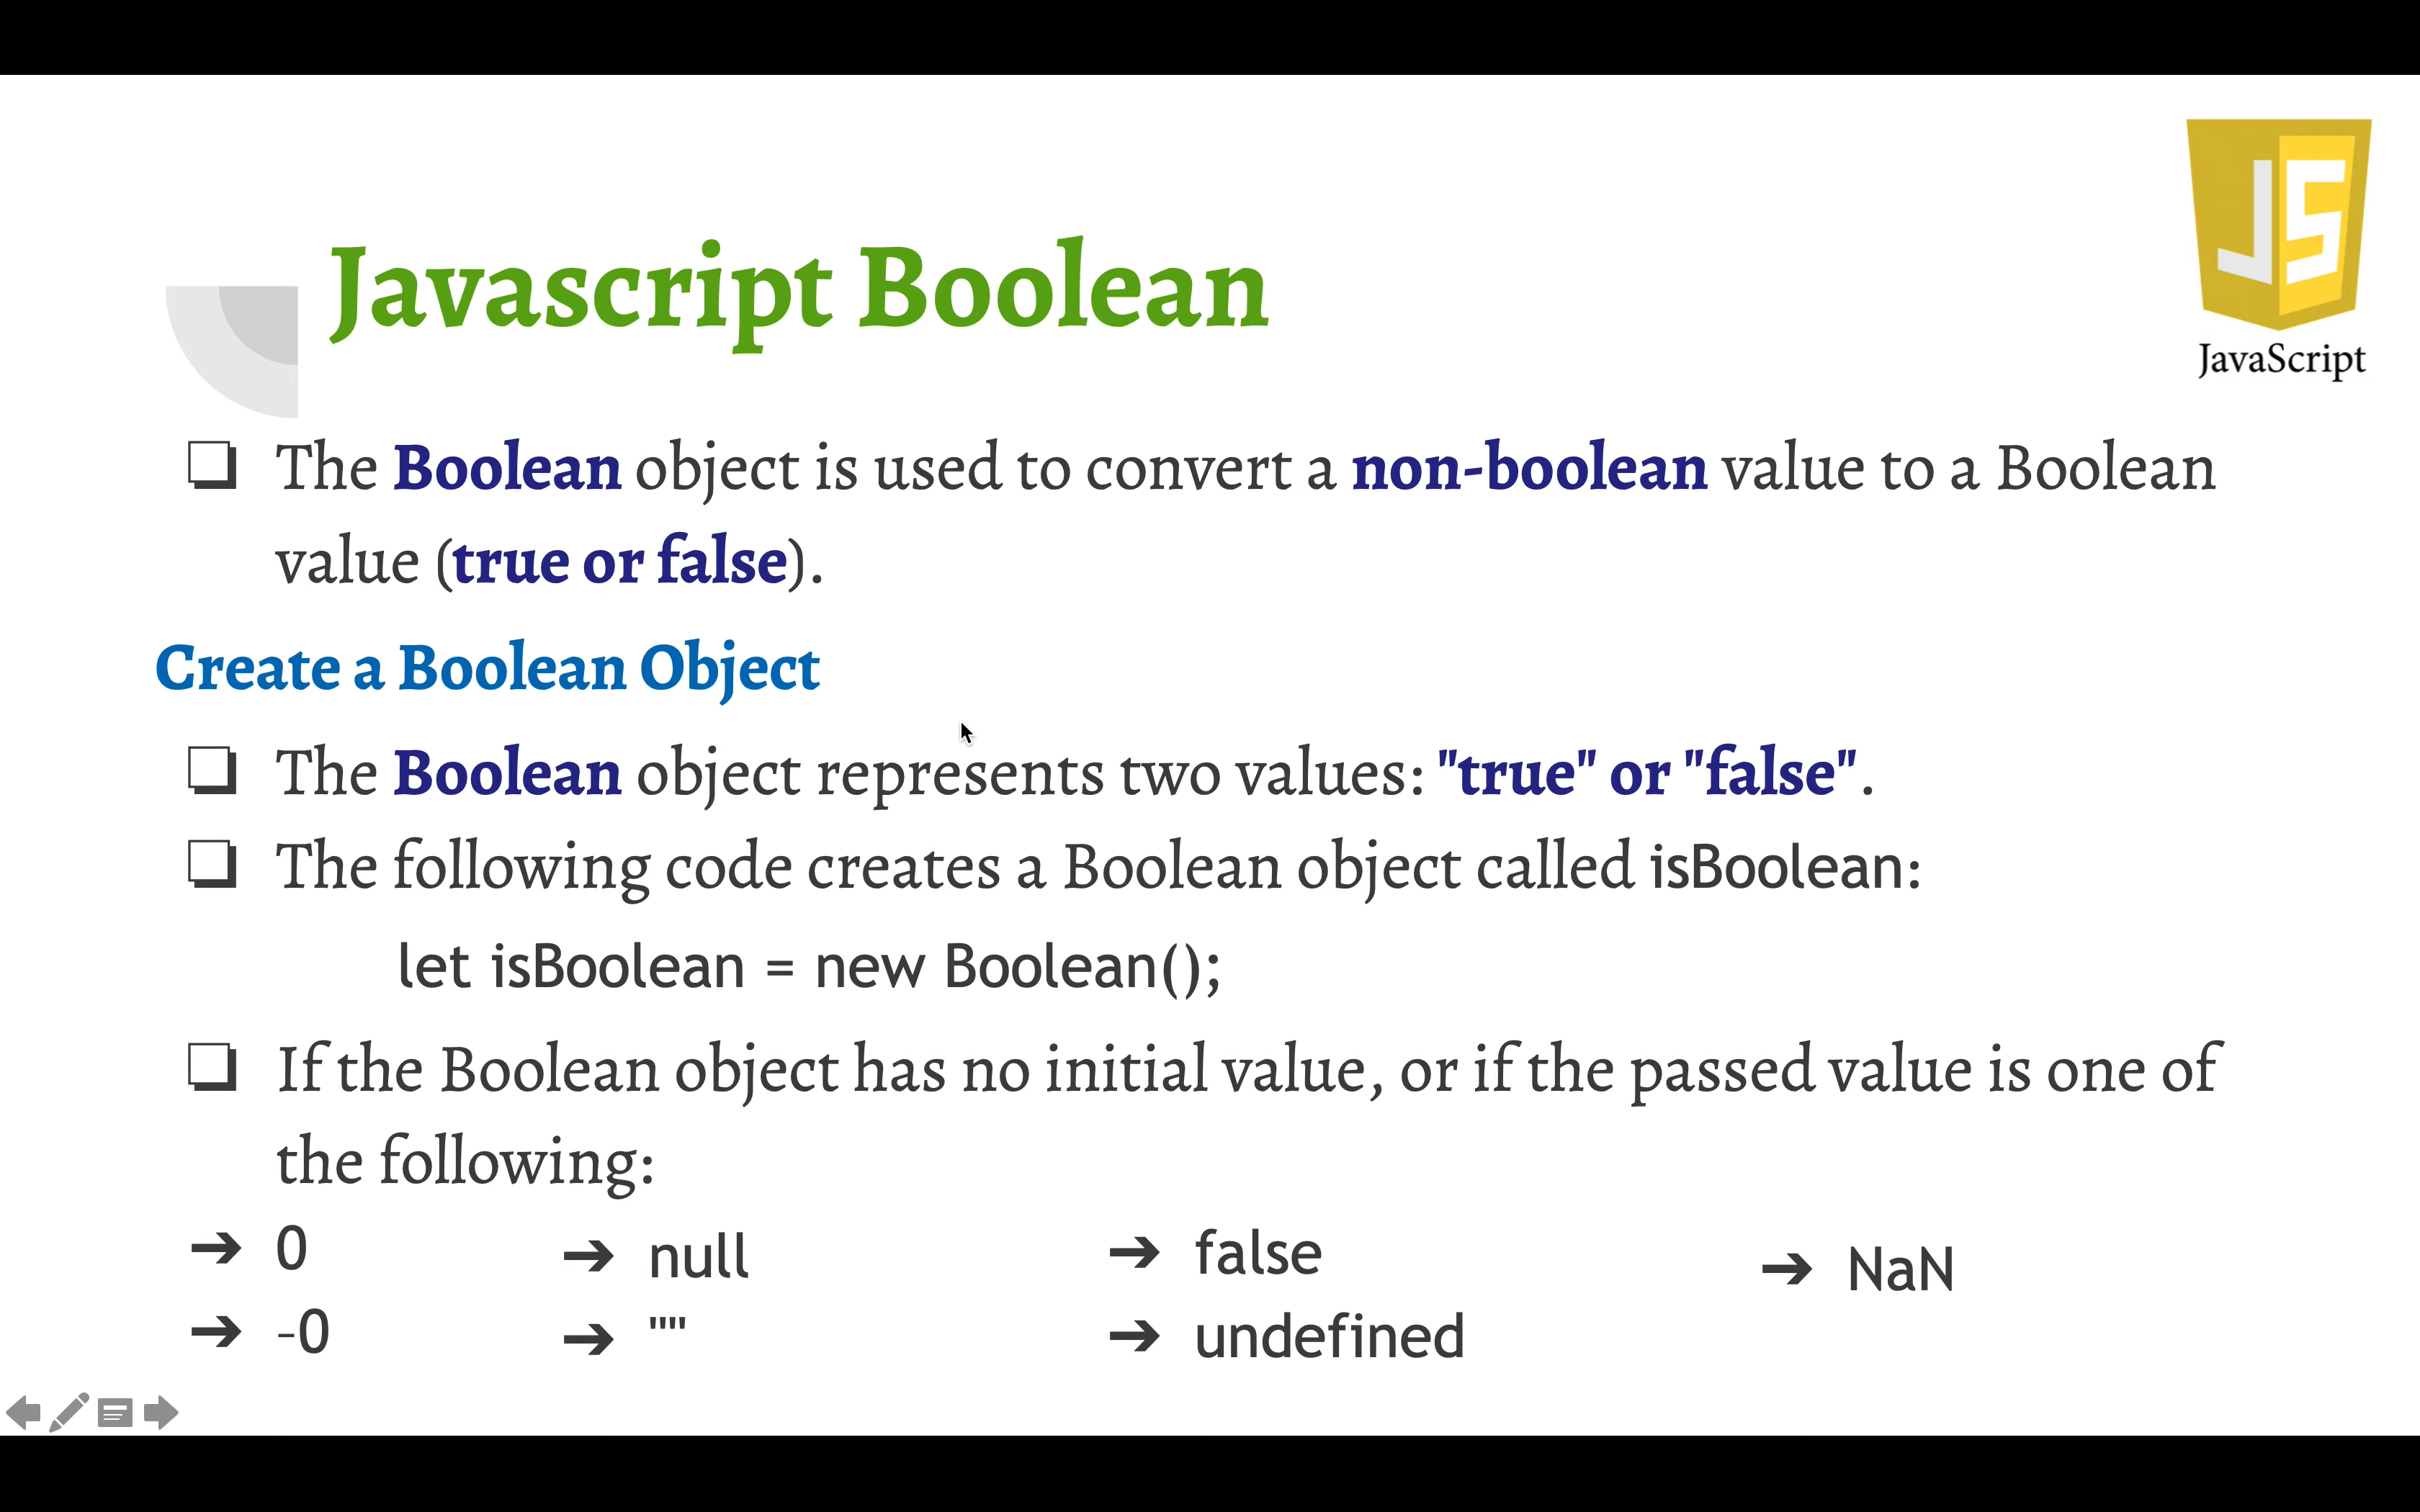 JS
JavaScript
Javascript Boolean
The Boolean object is used to convert a non-boolean value to a Boolean
value (true or false).
Create a Boolean Object
The Boolean object represents two values: "true" or "false".
The following code creates a Boolean object called isBoolean:
let isBoolean = new Boolean();
If the Boolean object has no initial value, or if the passed value is one of
the following:
➔ 0
➔ -0
➔ null
➔ ""
➔ false
➔ undefined
➔ NaN